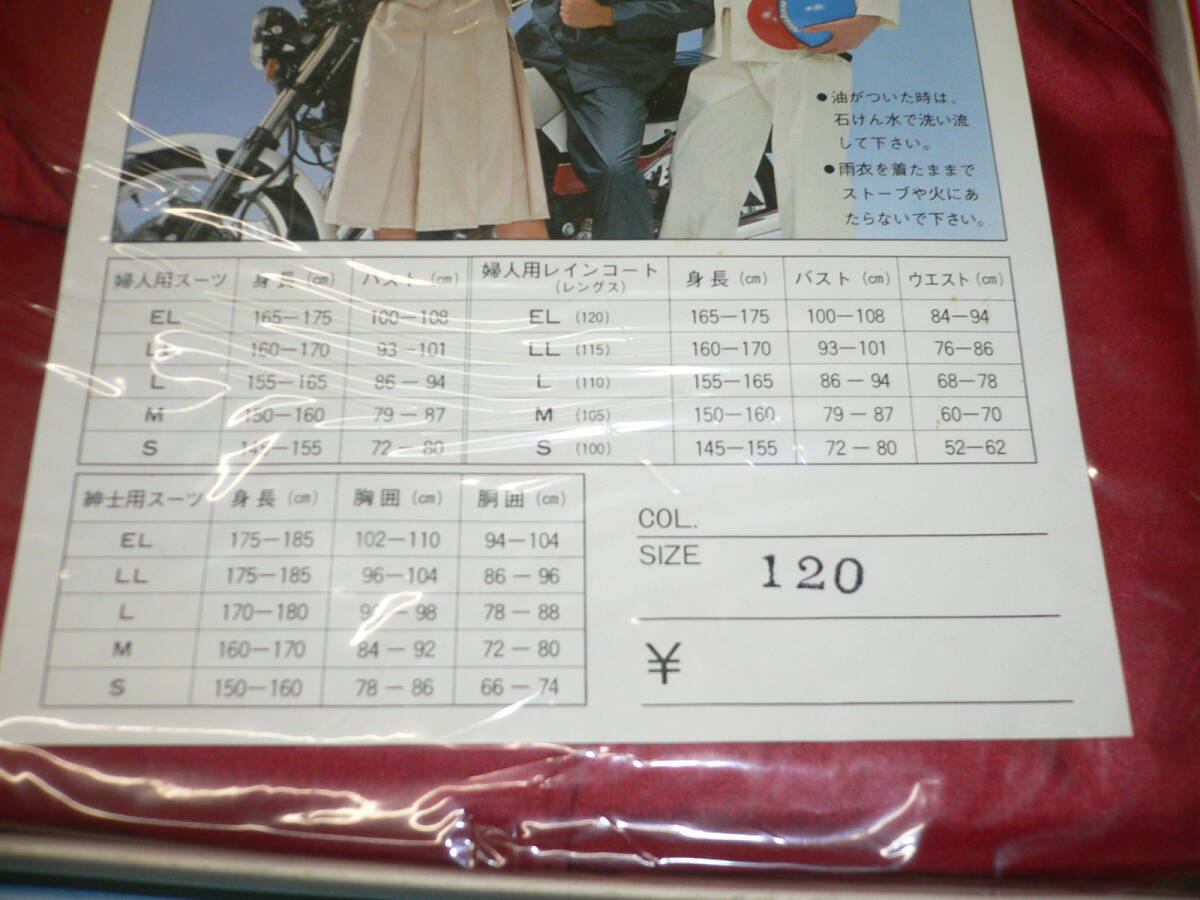 ●油がついた時は、
石けん水で洗い流
して下さい。
●雨衣を着たままで
ストーブや火にあ
たらないで下さい。
婦人用スーツ 身長(cm) バスト(cm)
EL 165—175 100—108
160—170 93—101
L 155—165 86—94
M 150—160 79—87
S 145—155 72—80
婦人用レインコート(レングス) 身長(cm) バスト(cm) ウエスト(cm)
EL (120) 165—175 100—108 84—94
LL (115) 160—170 93—101 76—86
L (110) 155—165 86—94 68—78
M (105) 150—160 79—87 60—70
S (100) 145—155 72—80 52—62
紳士用スーツ 身長(cm) 胸囲(cm) 胴囲(cm)
EL 175—185 102—110 94—104
LL 175—185 96—104 86—96
L 170—180 98 78—88
M 160—170 84—92 72—80
S 150—160 78—86 66—74
COL.
SIZE 120
¥